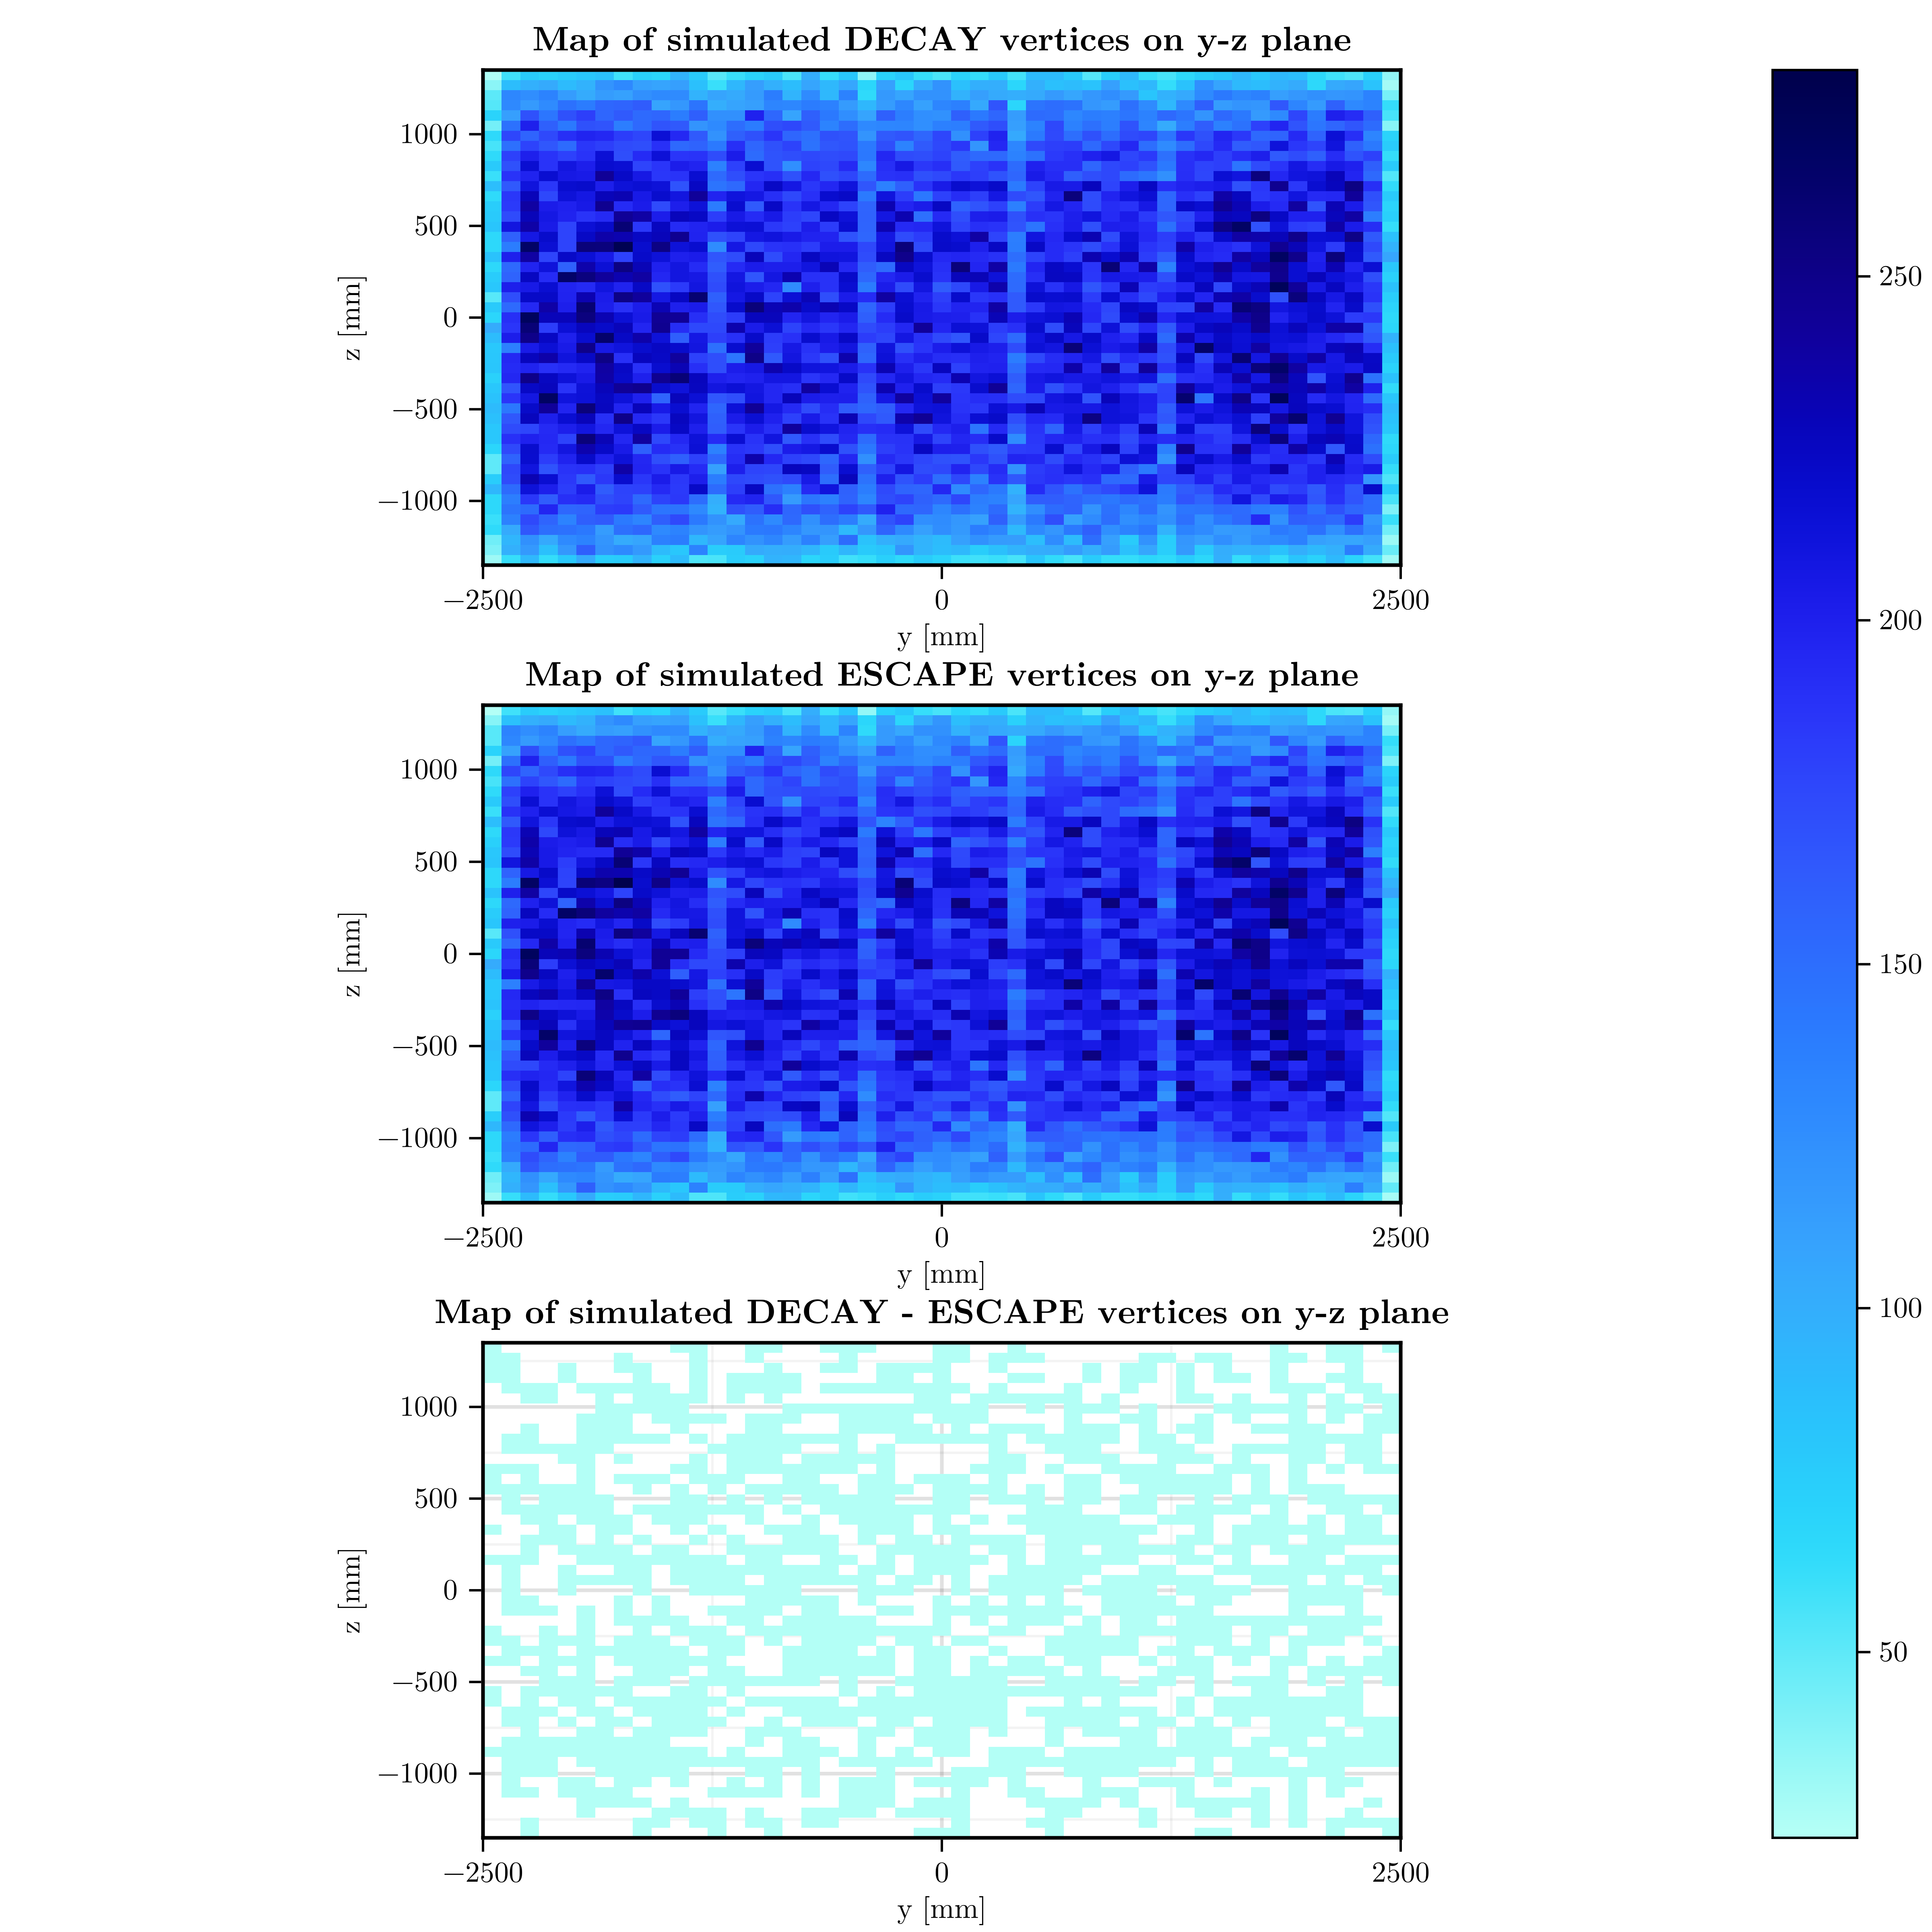 Map of simulated DECAY vertices on y-z plane
1000
500
0
−500
−1000
z [mm]
−2500 0 2500
y [mm]
Map of simulated ESCAPE vertices on y-z plane
1000
500
0
−500
−1000
z [mm]
−2500 0 2500
y [mm]
Map of simulated DECAY - ESCAPE vertices on y-z plane
1000
500
0
−500
−1000
z [mm]
−2500 0 2500
y [mm]
250
200
150
100
50